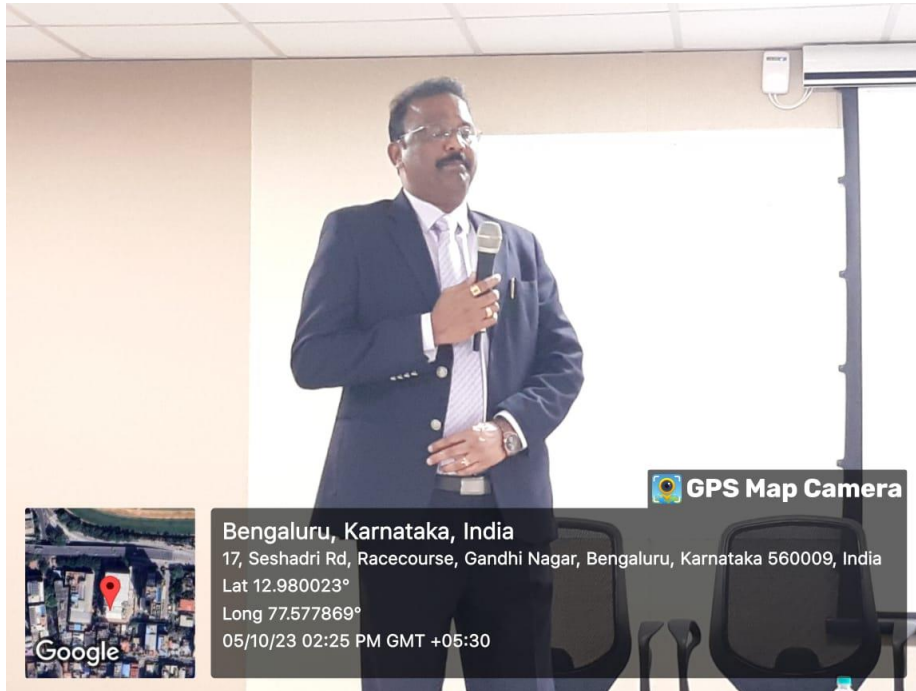 GPS Map Camera
Bengaluru, Karnataka, India
17, Seshadri Rd, Racecourse, Gandhi Nagar, Bengaluru, Karnataka 560009, India
Lat 12.980023°
Long 77.577869°
05/10/23 02:25 PM GMT +05:30
Google